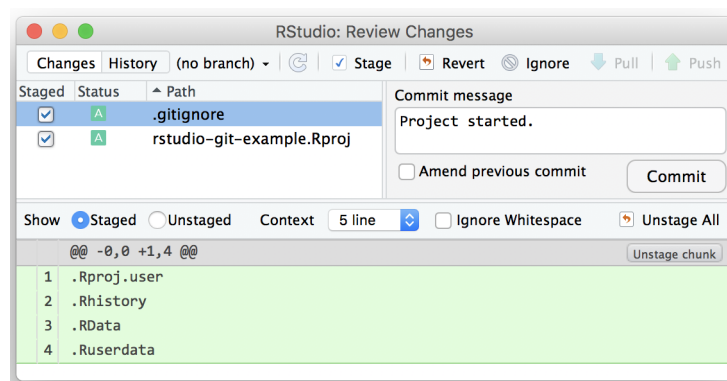 RStudio: Review Changes
Changes History (no branch) Stage Revert Ignore Pull Push
Staged Status Path
A .gitignore
A rstudio-git-example.Rproj
Commit message
Project started.
Amend previous commit Commit
Show Staged Unstaged Context 5 line Ignore Whitespace Unstage All
@@ -0,0 +1,4 @@ Unstage chunk
1 .Rproj.user
2 .Rhistory
3 .RData
4 .Ruserdata